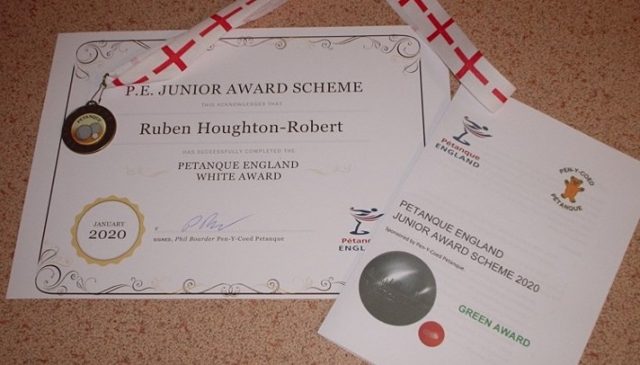 P.E. JUNIOR AWARD SCHEME
THIS ACKNOWLEDGES THAT
Ruben Houghton-Robert
HAS SUCCESSFULLY COMPLETED THE
PETANQUE ENGLAND
WHITE AWARD
JANUARY
2020
SIGNED, Phil Boarder Pen-Y-Coed Petanque
Pétan
ENGL
PETANQUE
Pétanque
ENGLAND
PEN-Y-COED
PETANQUE
PETANQUE ENGLAND
JUNIOR AWARD SCHEME 2020
Sponsored by Pen-Y-Coed Petanque.
GREEN AWARD